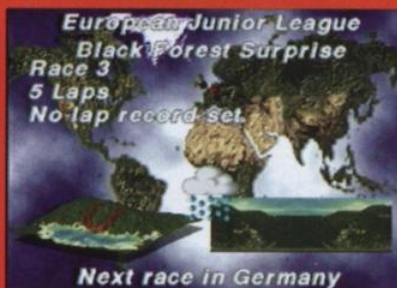 European Junior League
Black Forest Surprise
Race 3
5 Laps
No lap record set.
Next race in Germany